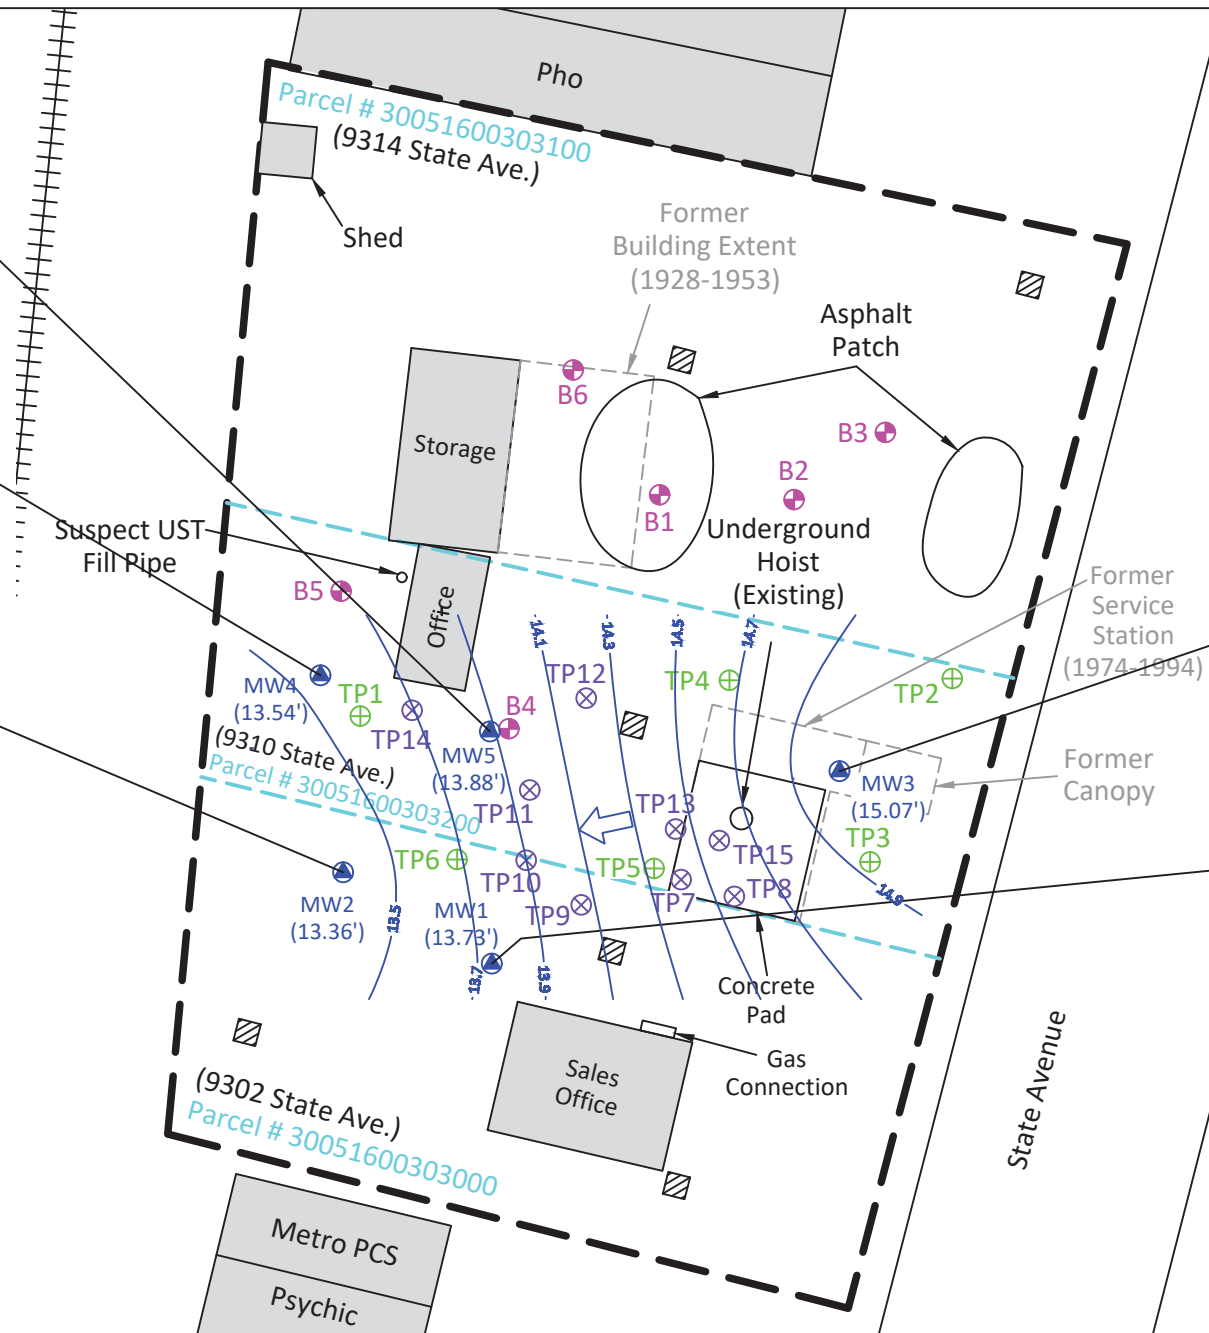 Pho
Parcel # 30051600303100
(9314 State Ave.)
Shed
Former
Building Extent
(1928-1953)
Asphalt
Patch
B6
B3
Storage
B2
B1
Suspect UST
Fill Pipe
Underground
Hoist
(Existing)
B5
Office
Former
Service
Station
(1974-1994)
14.1
14.3
14.5
14.7
MW4
(13.54')
TP1
TP12
TP4
TP2
TP14
B4
(9310 State Ave.)
Parcel # 30051600303200
MW5
(13.88')
MW3
(15.07')
Former
Canopy
TP11
TP13
TP3
TP15
TP6
TP10
TP5
TP7
TP8
TP9
14.9
MW2
(13.36')
13.5
MW1
(13.73')
13.7
13.9
Concrete
Pad
Gas
Connection
Sales
Office
State Avenue
(9302 State Ave.)
Parcel # 30051600303000
Metro PCS
Psychic